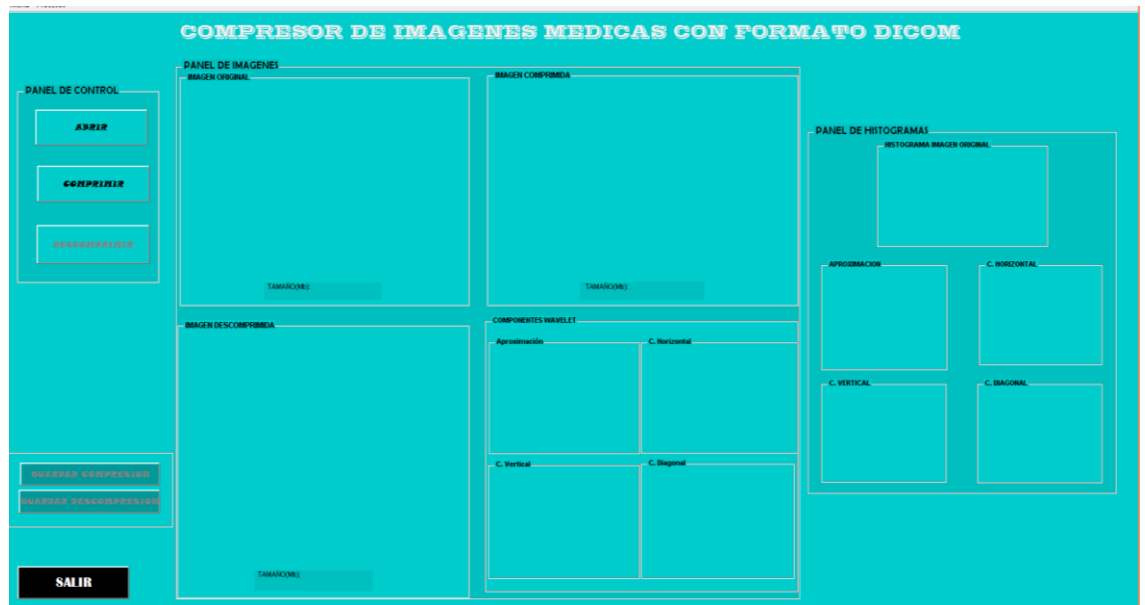 COMPRESOR DE IMAGENES MEDICAS CON FORMATO DICOM
PANEL DE CONTROL
ABRIR
COMPRIMIR
DESCOMPRIMIR
GUARDAR COMPRESION
GUARDAR DESCOMPRESION
SALIR
PANEL DE IMAGENES
IMAGEN ORIGINAL
TAMAÑO(Mb):
IMAGEN COMPRIMIDA
TAMAÑO(Mb):
IMAGEN DESCOMPRIMIDA
TAMAÑO(Mb):
COMPONENTES WAVELET
Aproximación
C. Horizontal
C. Vertical
C. Diagonal
PANEL DE HISTOGRAMAS
HISTOGRAMA IMAGEN ORIGINAL
APROXIMACION
C. HORIZONTAL
C. VERTICAL
C. DIAGONAL